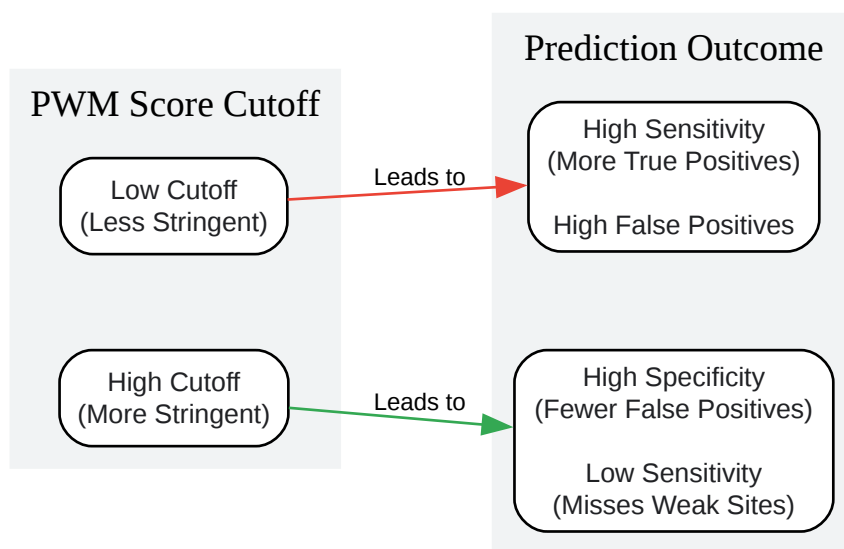 PWM Score Cutoff
Low Cutoff
(Less Stringent)
High Cutoff
(More Stringent)
Leads to
Leads to
Prediction Outcome
High Sensitivity
(More True Positives)
High False Positives
High Specificity
(Fewer False Positives)
Low Sensitivity
(Misses Weak Sites)